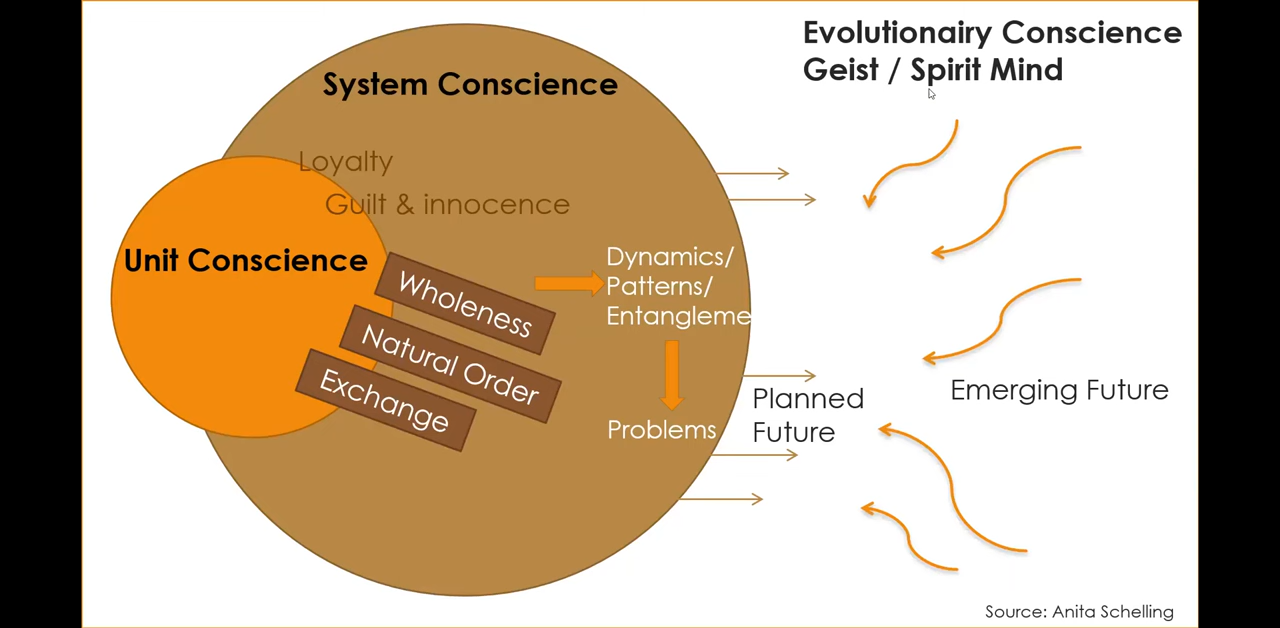 Evolutionairy Conscience
Geist / Spirit Mind
System Conscience
Loyalty
Guilt & innocence
Unit Conscience
Wholeness
Natural Order
Exchange
Dynamics/
Patterns/
Entangleme
Problems
Planned
Future
Emerging Future
Source: Anita Schelling